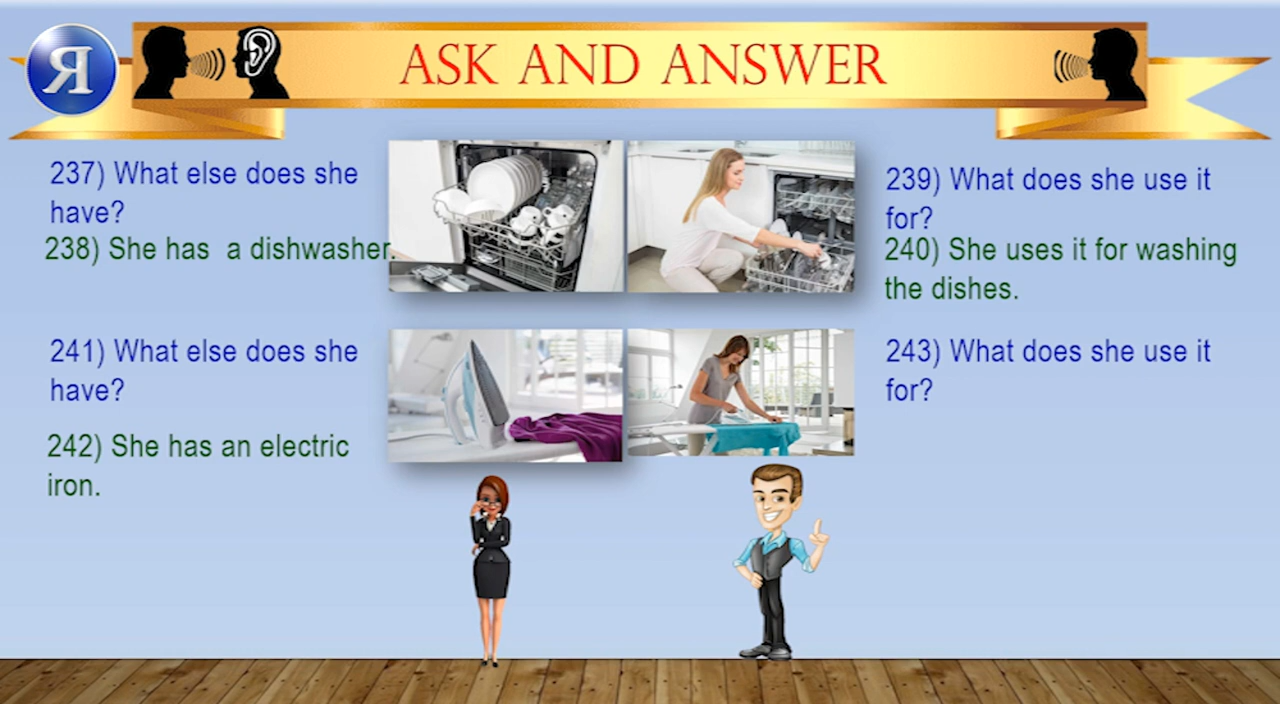 Я
ASK AND ANSWER
237) What else does she
have?
238) She has a dishwasher.
239) What does she use it
for?
240) She uses it for washing
the dishes.
241) What else does she
have?
242) She has an electric
iron.
243) What does she use it
for?